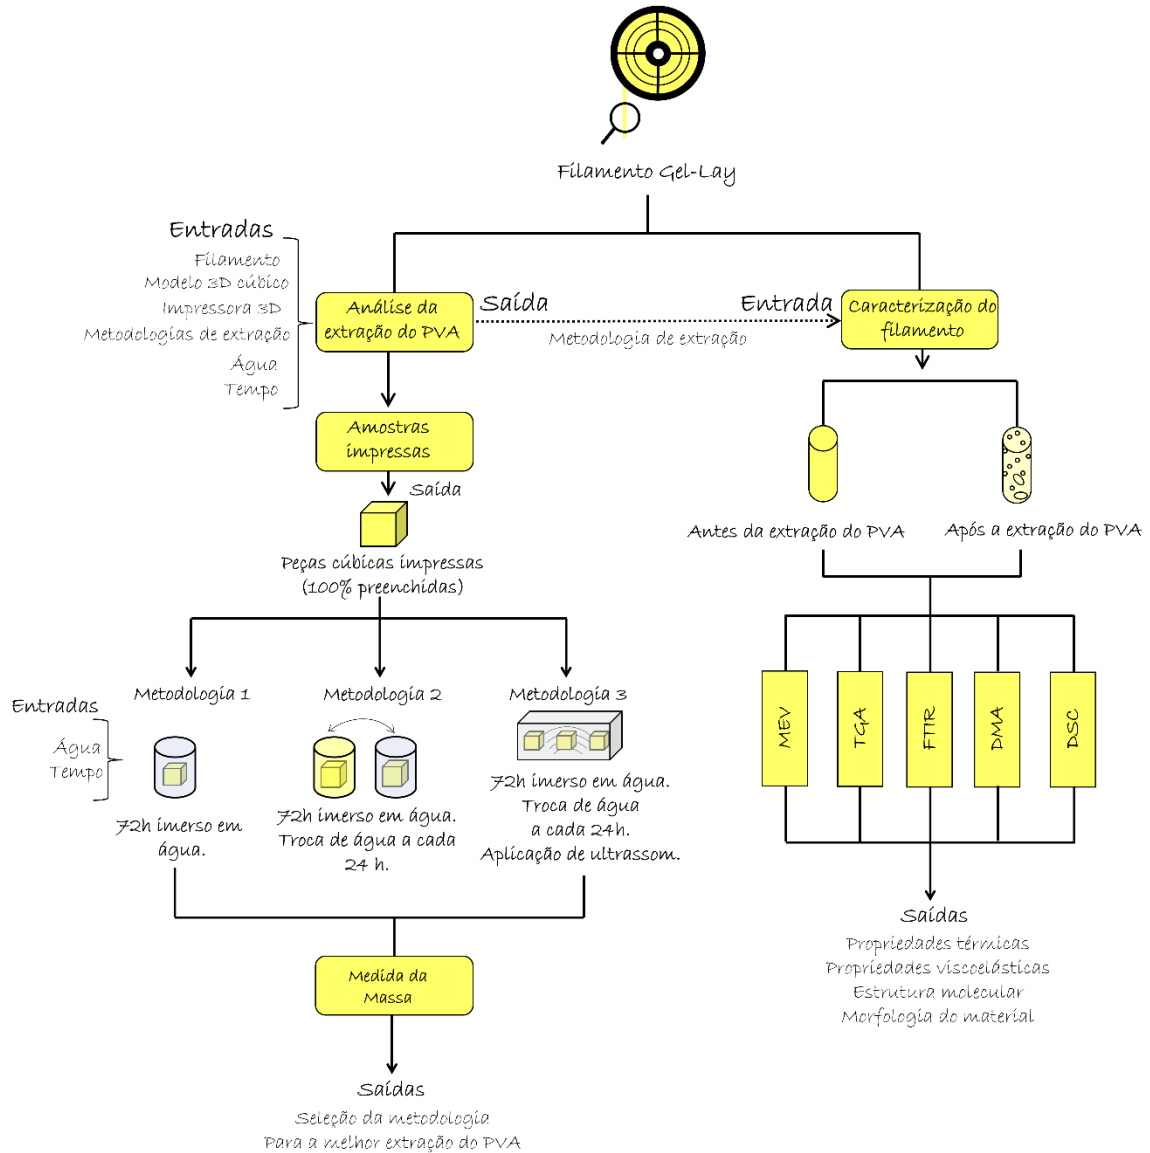 Filamento Gel-Lay
Entradas
Filamento
Modelo 3D cúbico
Impressora 3D
Metodologias de extração
Água
Tempo
Análise da
extração do PVA
Saída
Metodologia de extração
Entrada
Caracterização do
filamento
Amostras
impressas
Saída
Peças cúbicas impressas
(100% preenchidas)
Antes da extração do PVA
Após a extração do PVA
Metodologia 1
Metodologia 2
Metodologia 3
Entradas
Água
Tempo
72h imerso em
água.
72h imerso em água.
Troca de água a cada
24 h.
72h imerso em água.
Troca de água
a cada 24h.
Aplicação de ultrassom.
MEV
TGA
FTIR
DMA
DSC
Medida da
Massa
Saídas
Seleção da metodologia
Para a melhor extração do PVA
Saídas
Propriedades térmicas
Propriedades viscoelásticas
Estrutura molecular
Morfologia do material